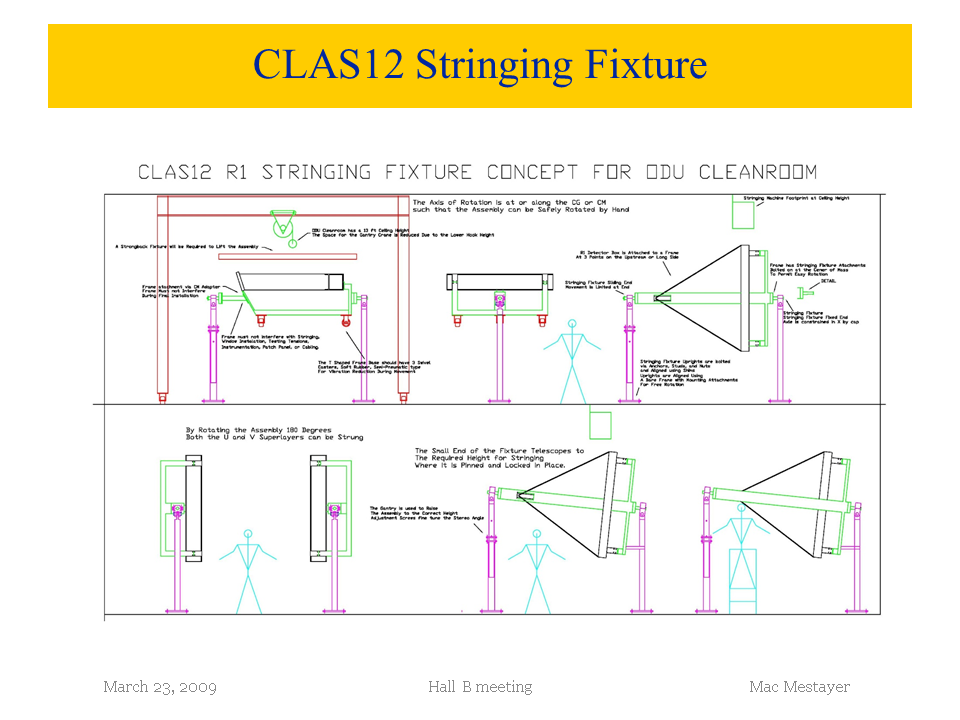 CLAS12 Stringing Fixture
CLAS12 R1 STRINGING FIXTURE CONCEPT FOR ODU CLEANROOM
The Axis of Rotation is at or along the CG or CM
such that the Assembly can be Safely Rotated by Hand
Stringing Machine Footprint at Ceiling Height
ODU Cleanroom has a 13 ft Ceiling Height
The Space for the Gantry Crane is Reduced Due to the Lower Hook Height
A Strongback Fixture will be Required to Lift the Assembly
R1 Detector Box is Attached to a Frame
At 3 Points on the Upstream or Long Side
Frame has Stringing Fixture Attachments
Bolted on at the Center of Mass
To Permit Easy Rotation
DETAIL
Frame attachment via CM Adapter
Frame Must not Interfere
During Final Installation
Stringing Fixture Sliding End
Movement is Limited at End
Stringing Fixture
Stringing Fixture Fixed End
Axle is constrained in X by cap
Frame must not interfere with Stringing,
Window Installation, Testing Tensions,
Instrumentation, Patch Panel, or Cabling.
The T Shaped Frame Base should have 3 Swivel
Casters, Soft Rubber, Semi-Pneumatic type
For Vibration Reduction During Movement
Stringing Fixture Uprights are bolted
via Anchors, Studs, and Nuts
and Aligned using Shims
Uprights are Aligned Using
A Bare Frame with Mounting Attachments
For Free Rotation
By Rotating the Assembly 180 Degrees
Both the U and V Superlayers can be Strung
The Small End of the Fixture Telescopes to
The Required Height for Stringing
Where it is Pinned and Locked in Place.
The Gantry is used to Raise
The Assembly to the Correct Height
Adjustment Screws fine tune the Stereo Angle
March 23, 2009
Hall B meeting
Mac Mestayer